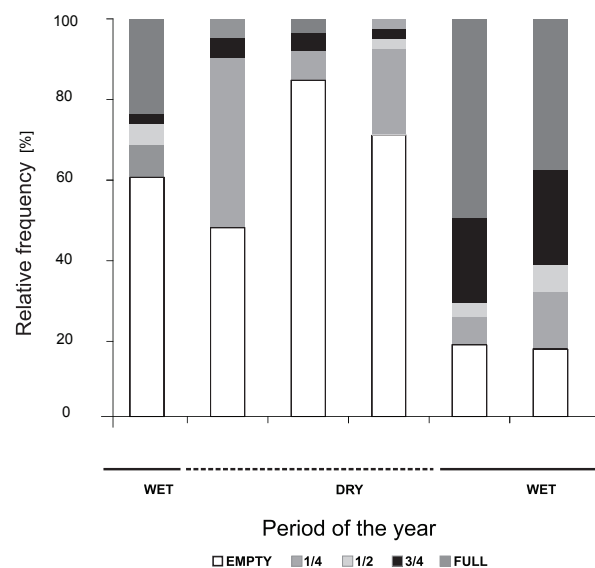 100
80
60
40
20
0
Relative frequency [%]
WET DRY WET
Period of the year
EMPTY 1/4 1/2 3/4 FULL